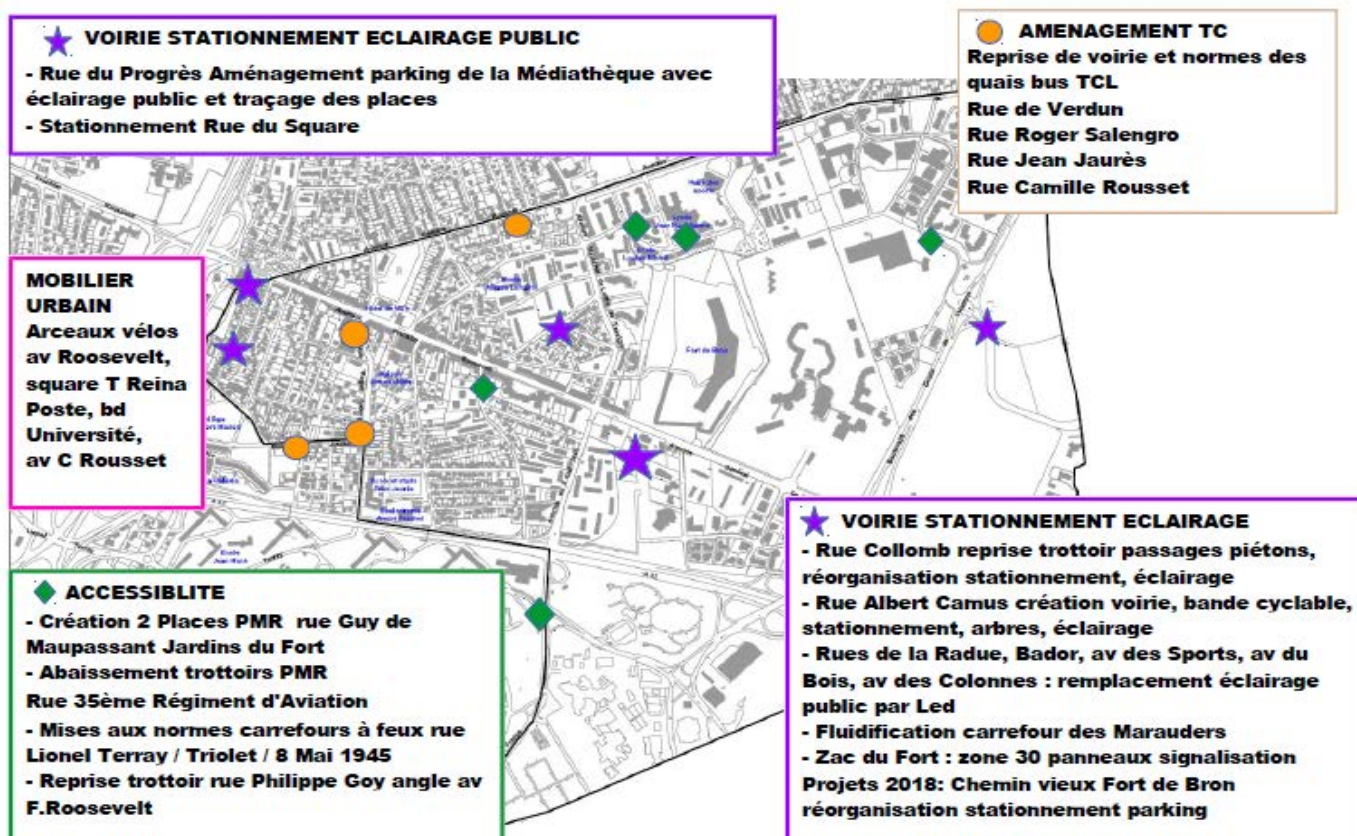 VOIRIE STATIONNEMENT ECLAIRAGE PUBLIC
- Rue du Progrès Aménagement parking de la Médiathèque avec
éclairage public et traçage des places
- Stationnement Rue du Square
AMENAGEMENT TC
Reprise de voirie et normes des
quais bus TCL
Rue de Verdun
Rue Roger Salengro
Rue Jean Jaurès
Rue Camille Rousset
MOBILIER
URBAIN
Arceaux vélos
av Roosevelt,
square T Reina
Poste, bd
Université,
av C Rousset
Fort de Bron
ACCESSIBLITE
- Création 2 Places PMR rue Guy de
Maupassant Jardins du Fort
- Abaissement trottoirs PMR
Rue 35ème Régiment d'Aviation
- Mises aux normes carrefours à feux rue
Lionel Terray / Triolet / 8 Mai 1945
- Reprise trottoir rue Philippe Goy angle av
F.Roosevelt
VOIRIE STATIONNEMENT ECLAIRAGE
- Rue Collomb reprise trottoir passages piétons,
réorganisation stationnement, éclairage
- Rue Albert Camus création voirie, bande cyclable,
stationnement, arbres, éclairage
- Rues de la Radue, Bador, av des Sports, av du
Bois, av des Colonnes : remplacement éclairage
public par Led
- Fluidification carrefour des Marauders
- Zac du Fort : zone 30 panneaux signalisation
Projets 2018: Chemin vieux Fort de Bron
réorganisation stationnement parking